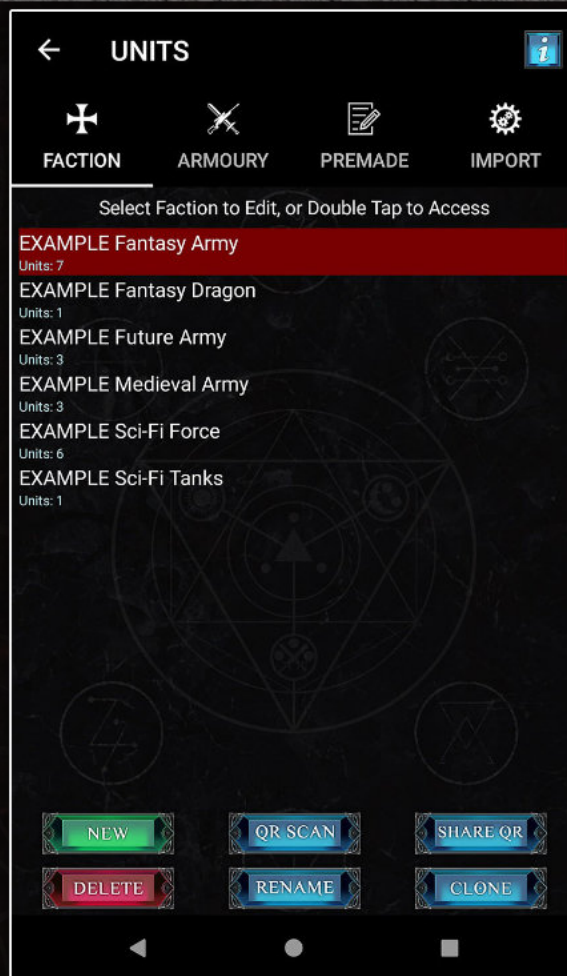 UNITS
i
FACTION ARMOURY PREMADE IMPORT
Select Faction to Edit, or Double Tap to Access
EXAMPLE Fantasy Army
Units: 7
EXAMPLE Fantasy Dragon
Units: 1
EXAMPLE Future Army
Units: 3
EXAMPLE Medieval Army
Units: 3
EXAMPLE Sci-Fi Force
Units: 6
EXAMPLE Sci-Fi Tanks
Units: 1
NEW QR SCAN SHARE QR
DELETE RENAME CLONE